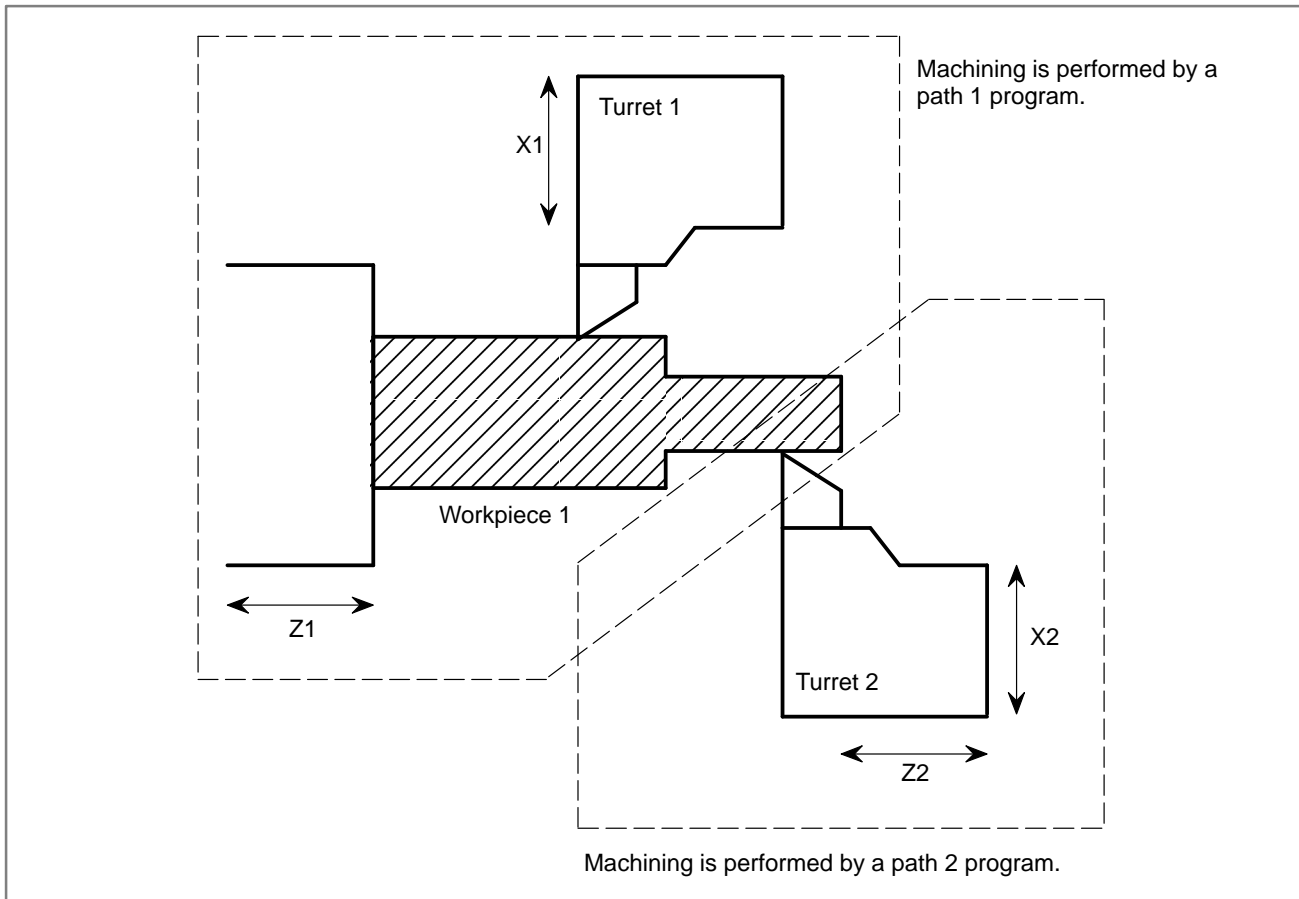 Machining is performed by a
path 1 program.
Turret 1
X1
Workpiece 1
Z1
X2
Turret 2
Z2
Machining is performed by a path 2 program.